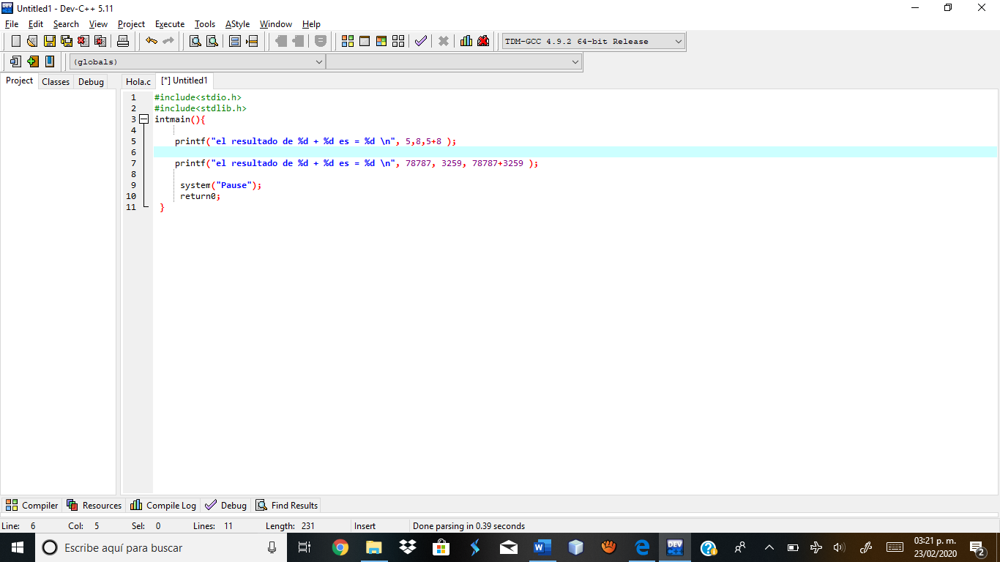 Untitled1 - Dev-C++ 5.11
File Edit Search View Project Execute Tools AStyle Window Help
TDM-GCC 4.9.2 64-bit Release
(globals)
Project Classes Debug Hola.c [*] Untitled1
1 #include<stdio.h>
2 #include<stdlib.h>
3 intmain(){
4
5 printf("el resultado de %d + %d es = %d \n", 5,8,5+8 );
6
7 printf("el resultado de %d + %d es = %d \n", 78787, 3259, 78787+3259 );
8
9 system("Pause");
10 return0;
11 }
Compiler Resources Compile Log Debug Find Results
Line: 6 Col: 5 Sel: 0 Lines: 11 Length: 231 Insert Done parsing in 0.39 seconds
Escribe aquí para buscar
DEV
03:21 p. m.
23/02/2020
2